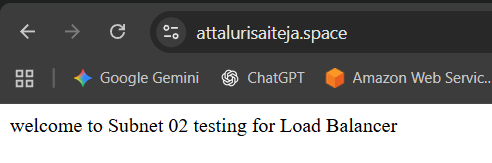 attalurisaiteja.space
Google Gemini ChatGPT Amazon Web Servic...
welcome to Subnet 02 testing for Load Balancer